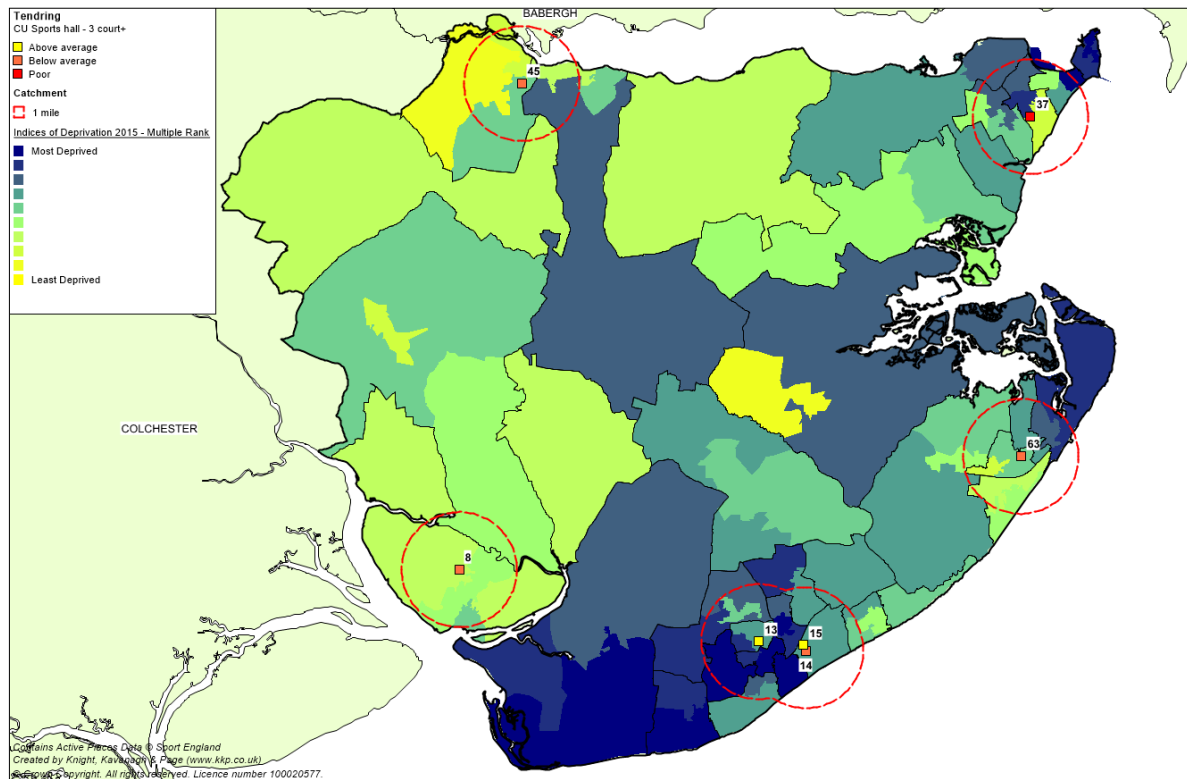 BABERGH
Tendring
CU Sports hall - 3 court+
Above average
Below average
Poor
Catchment
1 mile
Indices of Deprivation 2015 - Multiple Rank
Most Deprived
Least Deprived
45
37
COLCHESTER
63
8
13
15
14
Contains Active Places Data © Sport England
Created by Knight, Kavanagh & Page (www.kkp.co.uk)
© Crown Copyright. All rights reserved. Licence number 100020577.